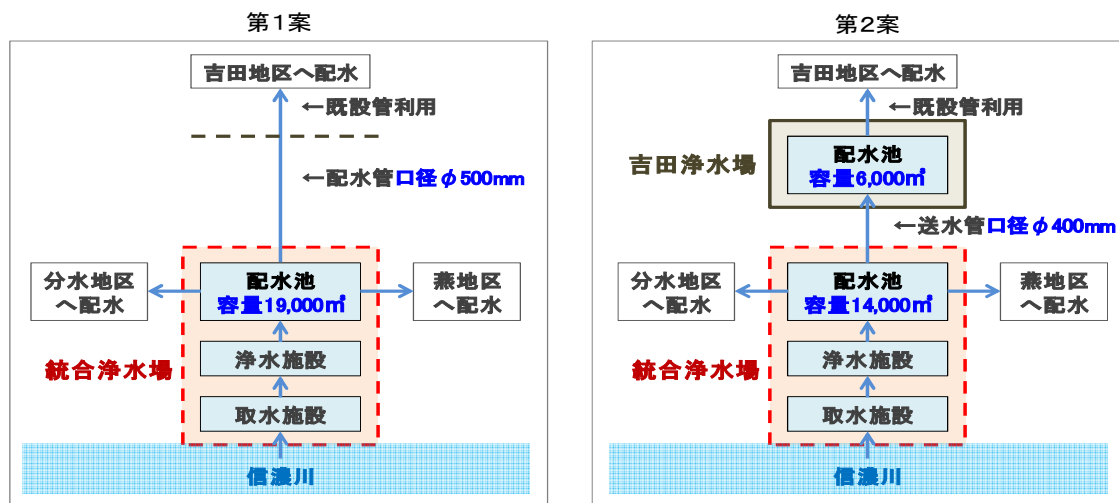 第1案
吉田地区へ配水
←既設管利用
←配水管口径φ500mm
分水地区
へ配水
配水池
容量19,000㎥
燕地区
へ配水
統合浄水場
浄水施設
取水施設
信濃川
第2案
吉田地区へ配水
←既設管利用
吉田浄水場
配水池
容量6,000㎥
←送水管口径φ400mm
分水地区
へ配水
配水池
容量14,000㎥
燕地区
へ配水
統合浄水場
浄水施設
取水施設
信濃川